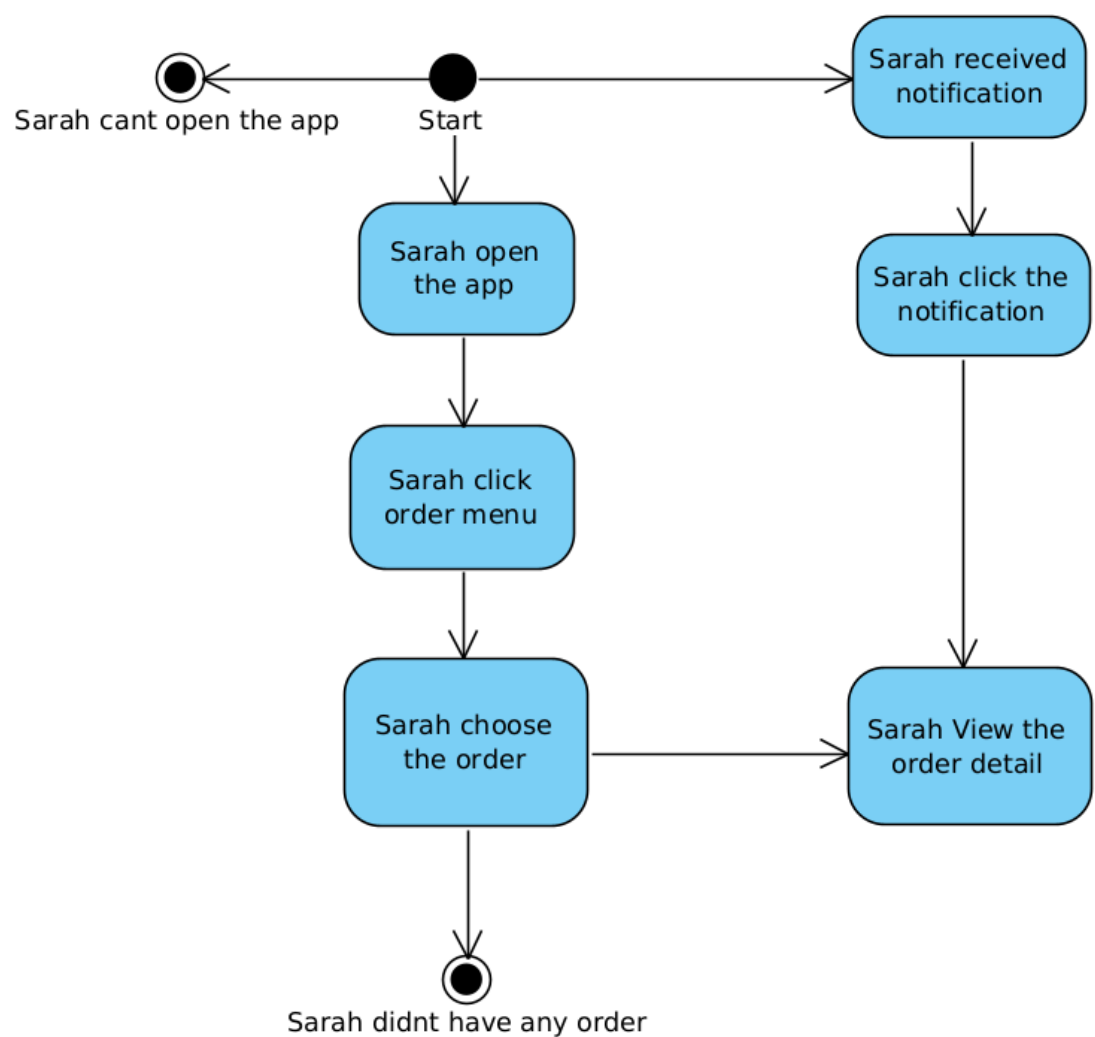 Sarah received
notification
Sarah cant open the app
Start
Sarah open
the app
Sarah click the
notification
Sarah click
order menu
Sarah choose
the order
Sarah View the
order detail
Sarah didnt have any order